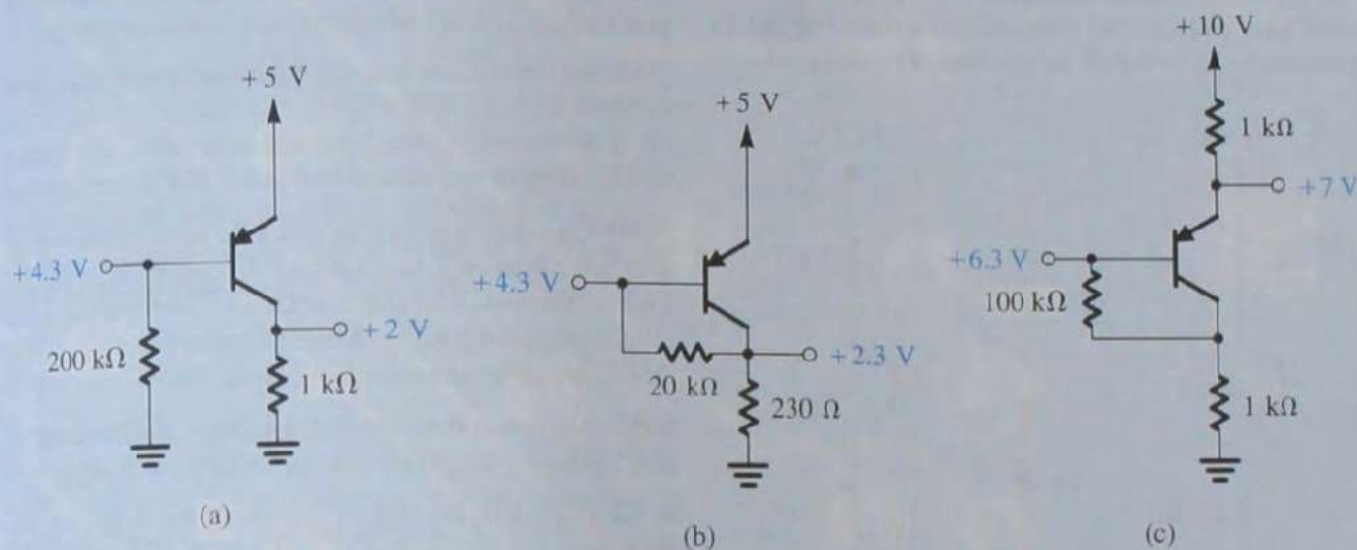 +5 V
+4.3 V
200 kΩ
+2 V
1 kΩ
(a)
+5 V
+4.3 V
20 kΩ
+2.3 V
230 Ω
(b)
+10 V
1 kΩ
+7 V
+6.3 V
100 kΩ
1 kΩ
(c)